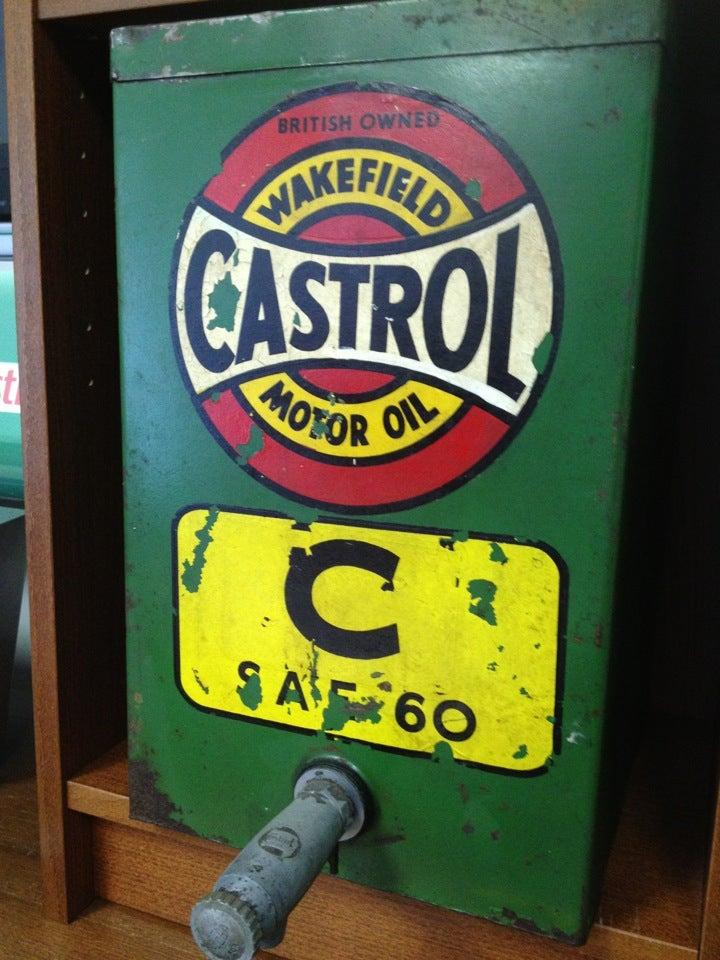 BRITISH OWNED
WAKEFIELD
CASTROL
MOTOR OIL
C
SAE 60